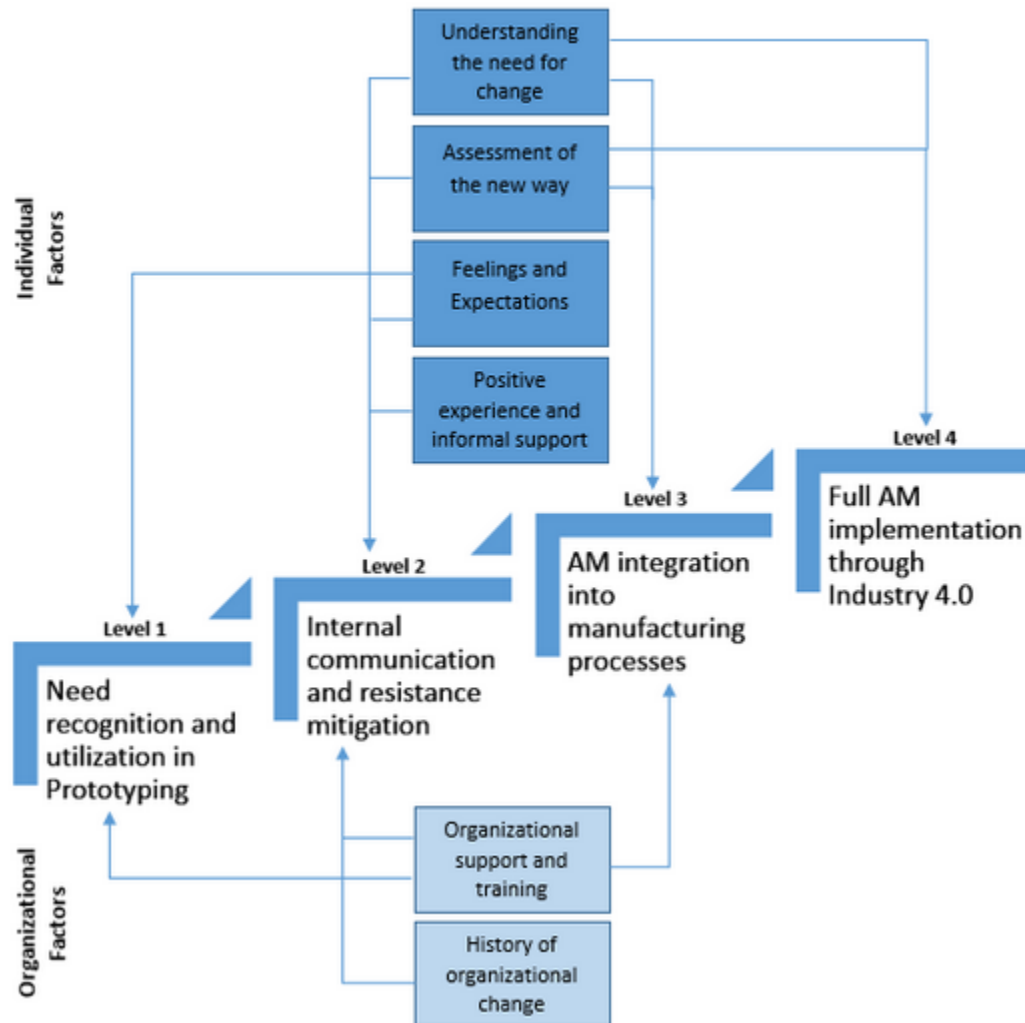 Understanding
the need for
change
Assessment of
the new way
Individual
Factors
Feelings and
Expectations
Positive
experience and
informal support
Level 4
Full AM
implementation
through
Industry 4.0
Level 3
AM integration
into
manufacturing
processes
Level 2
Internal
communication
and resistance
mitigation
Level 1
Need
recognition and
utilization in
Prototyping
Organizational
Factors
Organizational
support and
training
History of
organizational
change